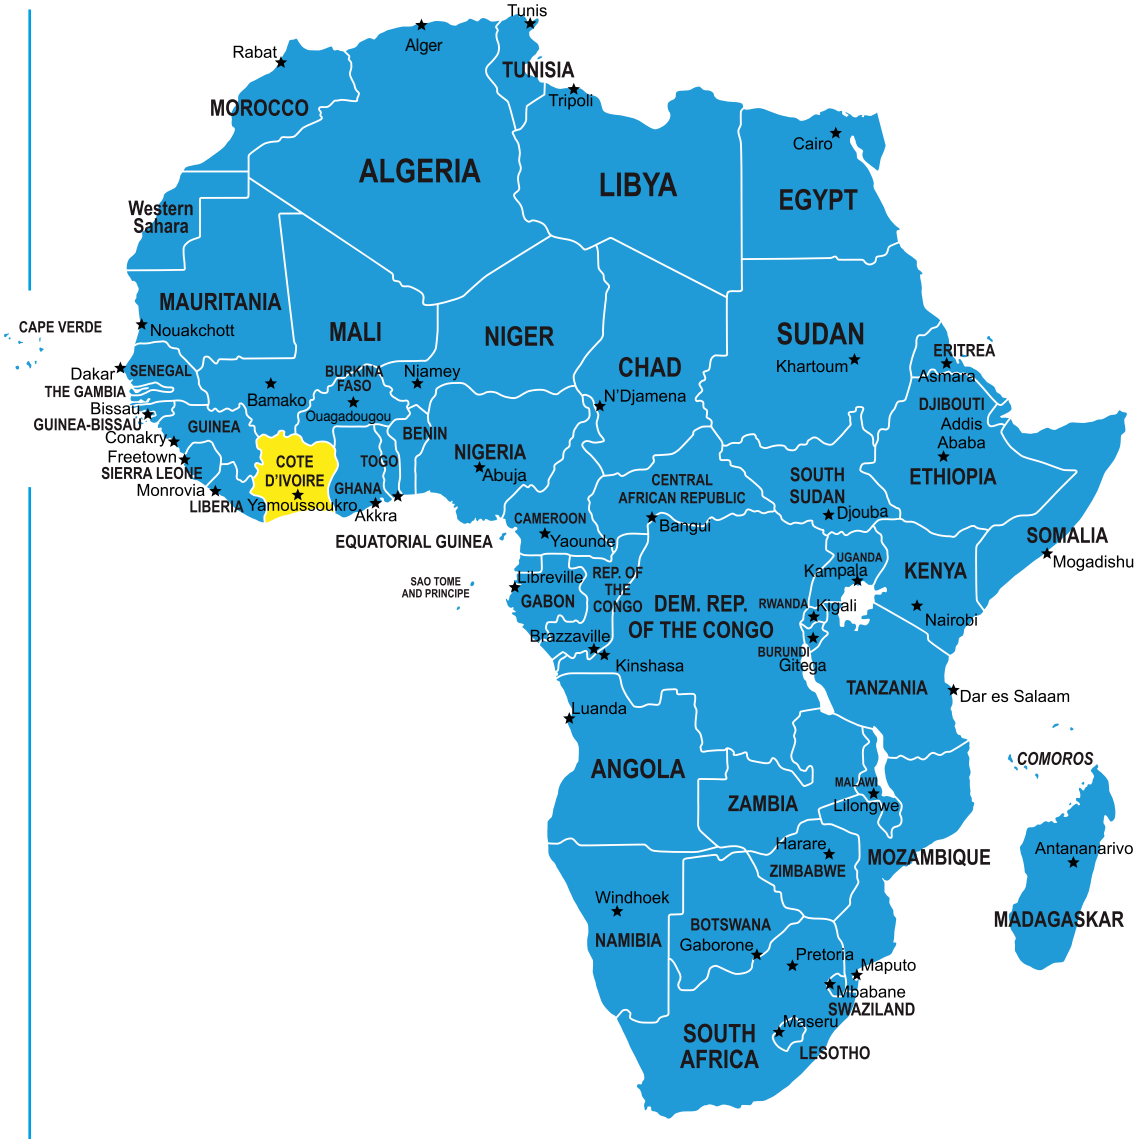 Tunis
Rabat
Alger
TUNISIA
Tripoli
MOROCCO
Cairo
ALGERIA
LIBYA
EGYPT
Western
Sahara
MAURITANIA
CAPE VERDE
Nouakchott
MALI
NIGER
SUDAN
CHAD
Khartoum
ERITREA
Asmara
Dakar
SENEGAL
BURKINA
FASO
Niamey
THE GAMBIA
Bamako
N'Djamena
DJIBOUTI
Bissau
GUINEA-BISSAU
Ouagadougou
Addis
Ababa
GUINEA
BENIN
Conakry
Freetown
SIERRA LEONE
NIGERIA
Abuja
COTE
D'IVOIRE
TOGO
GHANA
CENTRAL
AFRICAN REPUBLIC
SOUTH
SUDAN
ETHIOPIA
Monrovia
LIBERIA
Yamoussoukro
Akkra
CAMEROON
Yaounde
Bangui
Djouba
EQUATORIAL GUINEA
SOMALIA
Mogadishu
UGANDA
Kampala
KENYA
SAO TOME
AND PRINCIPE
Libreville
GABON
REP. OF
THE
CONGO
DEM. REP.
OF THE CONGO
RWANDA
Kigali
Nairobi
Brazzaville
Kinshasa
BURUNDI
Gitega
TANZANIA
Dar es Salaam
Luanda
ANGOLA
COMOROS
MALAWI
Lilongwe
ZAMBIA
Harare
ZIMBABWE
MOZAMBIQUE
Antananarivo
Windhoek
NAMIBIA
BOTSWANA
Gaborone
MADAGASKAR
Pretoria
Maputo
Mbabane
SWAZILAND
Maseru
LESOTHO
SOUTH
AFRICA